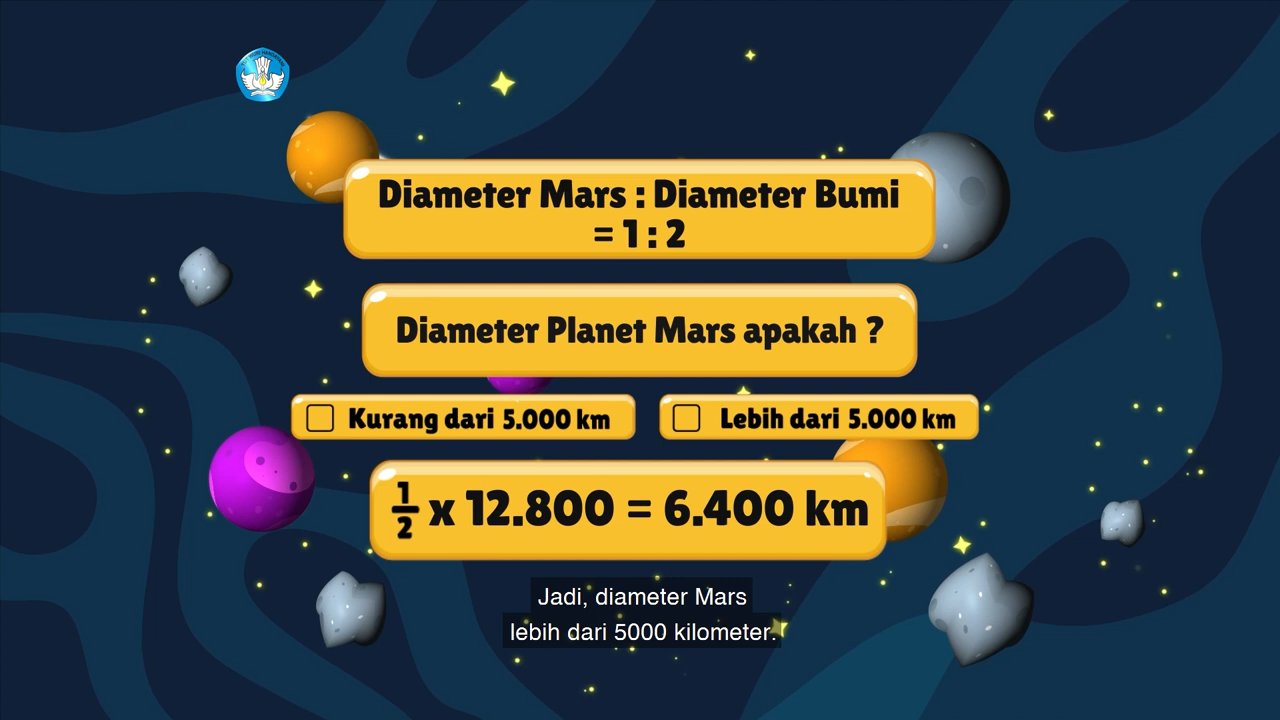 Diameter Mars : Diameter Bumi
= 1 : 2
Diameter Planet Mars apakah ?
Kurang dari 5.000 km
Lebih dari 5.000 km
1/2 x 12.800 = 6.400 km
Jadi, diameter Mars
lebih dari 5000 kilometer.